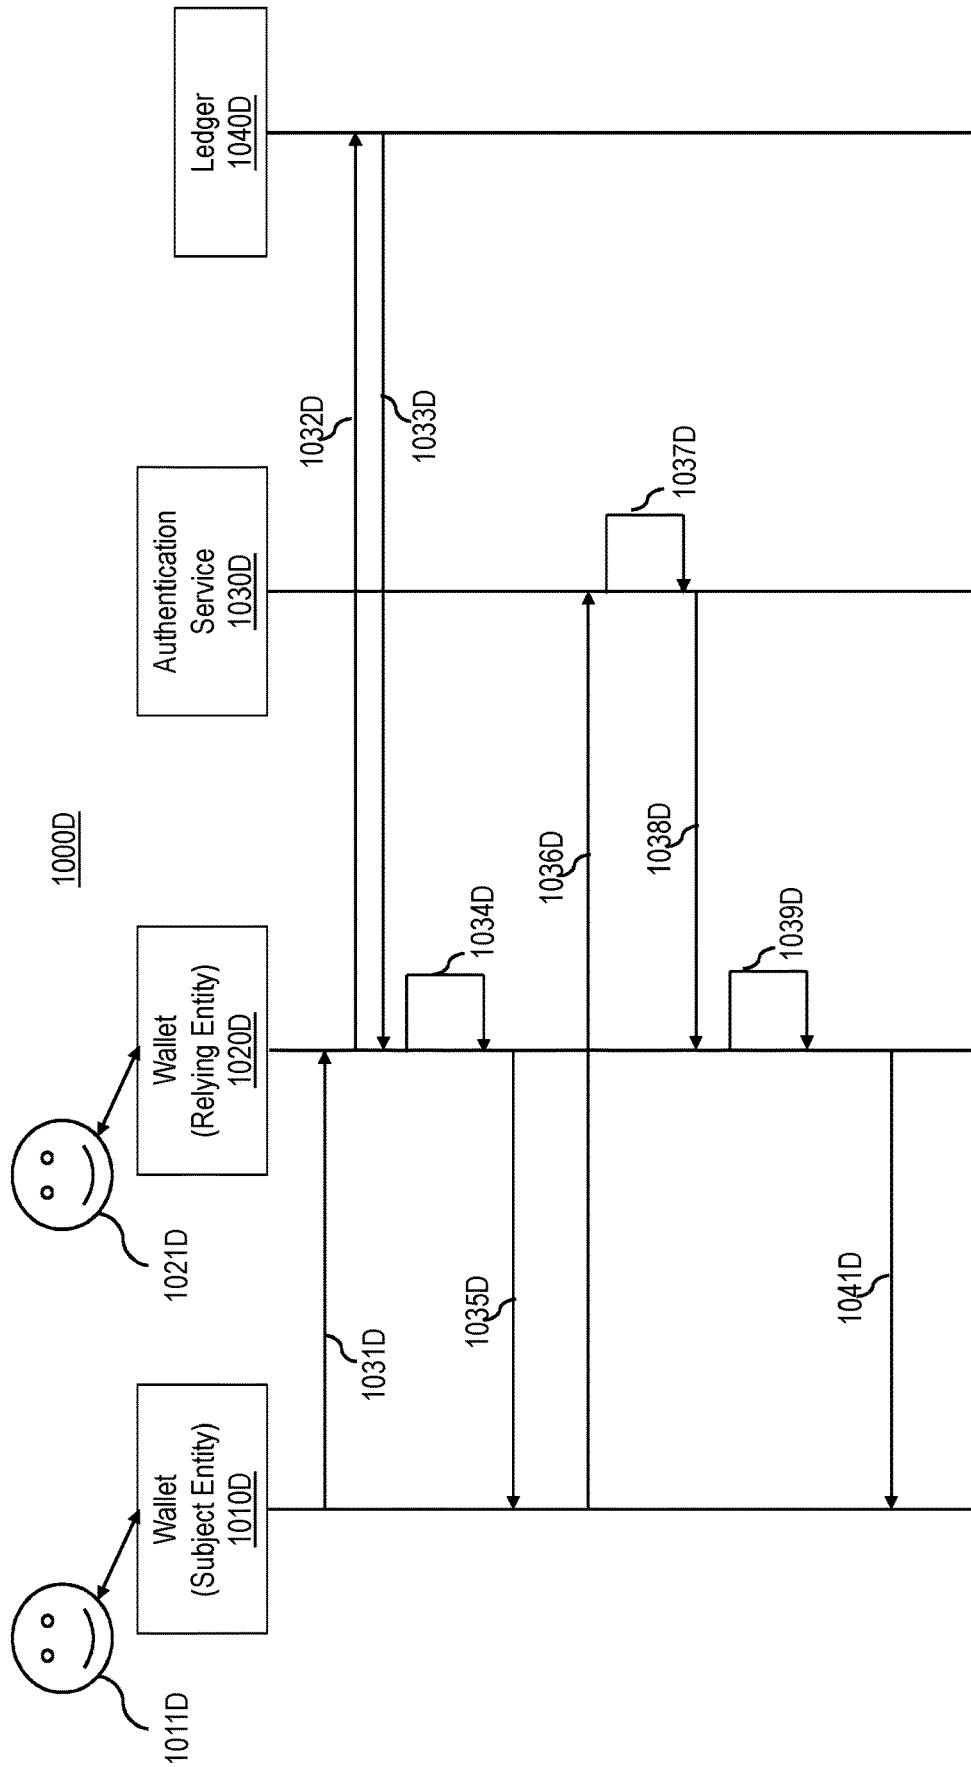 1000D
1011D
1021D
Wallet
(Subject Entity)
1010D
Wallet
(Relying Entity)
1020D
Authentication
Service
1030D
Ledger
1040D
1031D
1032D
1033D
1034D
1035D
1036D
1037D
1038D
1039D
1041D